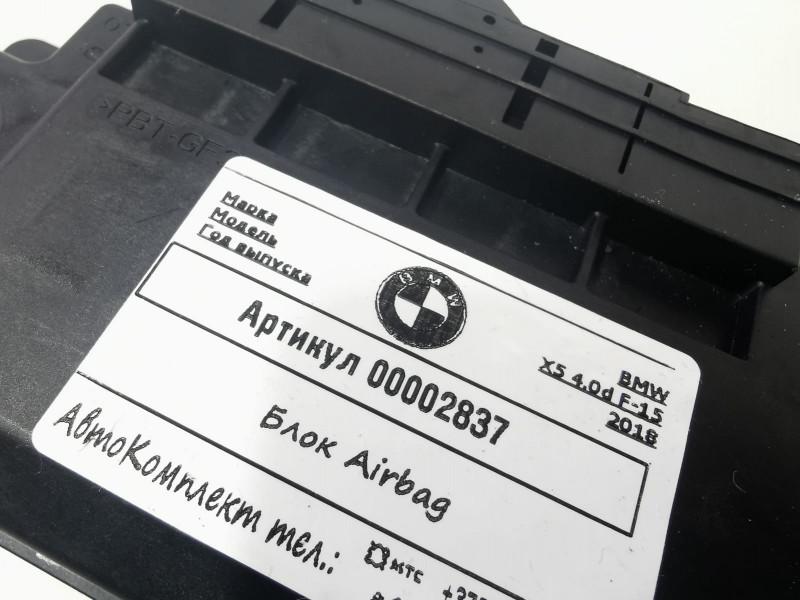 >PBT-GF
Марка BMW
Модель X5 4.0d F-15
Год выпуска 2018
BMW
Артикул 00002837
Блок Airbag
АвтоКомплект тел.: мтс